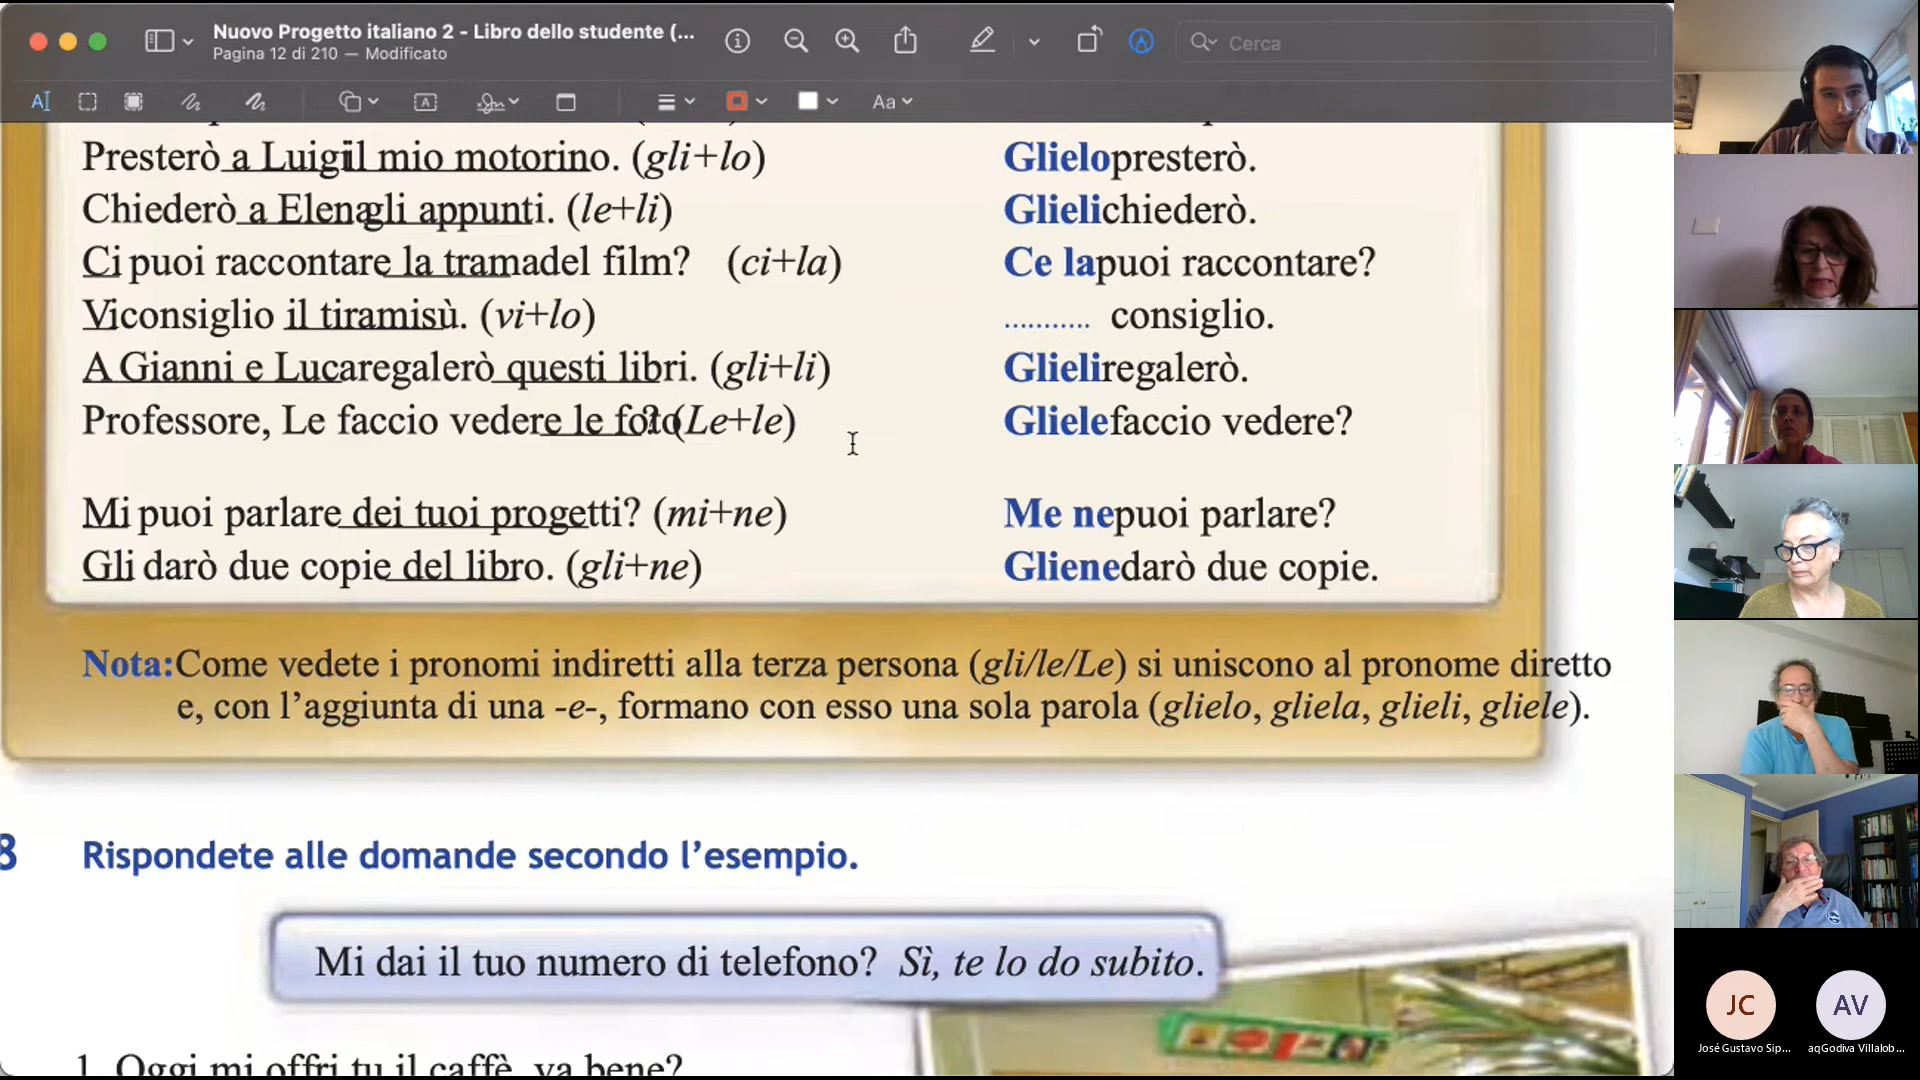 Nuovo Progetto italiano 2 - Libro dello studente (...
Pagina 12 di 210 — Modificato
Cerca
Aa
Presterò a Luigi il mio motorino. (gli+lo) Glielo presterò.
Chiederò a Elena gli appunti. (le+li) Glieli chiederò.
Ci puoi raccontare la trama del film? (ci+la) Ce la puoi raccontare?
Vi consiglio il tiramisù. (vi+lo) ........... consiglio.
A Gianni e Luca regalerò questi libri. (gli+li) Glieli regalerò.
Professore, Le faccio vedere le foto? (Le+le) Gliele faccio vedere?
Mi puoi parlare dei tuoi progetti? (mi+ne) Me ne puoi parlare?
Gli darò due copie del libro. (gli+ne) Gliene darò due copie.
Nota: Come vedete i pronomi indiretti alla terza persona (gli/le/Le) si uniscono al pronome diretto
e, con l'aggiunta di una -e-, formano con esso una sola parola (glielo, gliela, glieli, gliele).
8 Rispondete alle domande secondo l'esempio.
Mi dai il tuo numero di telefono? Sì, te lo do subito.
1. Oggi mi offri tu il caffè, va bene?
JC
AV
José Gustavo Sip...
aqGodiva Villalob...